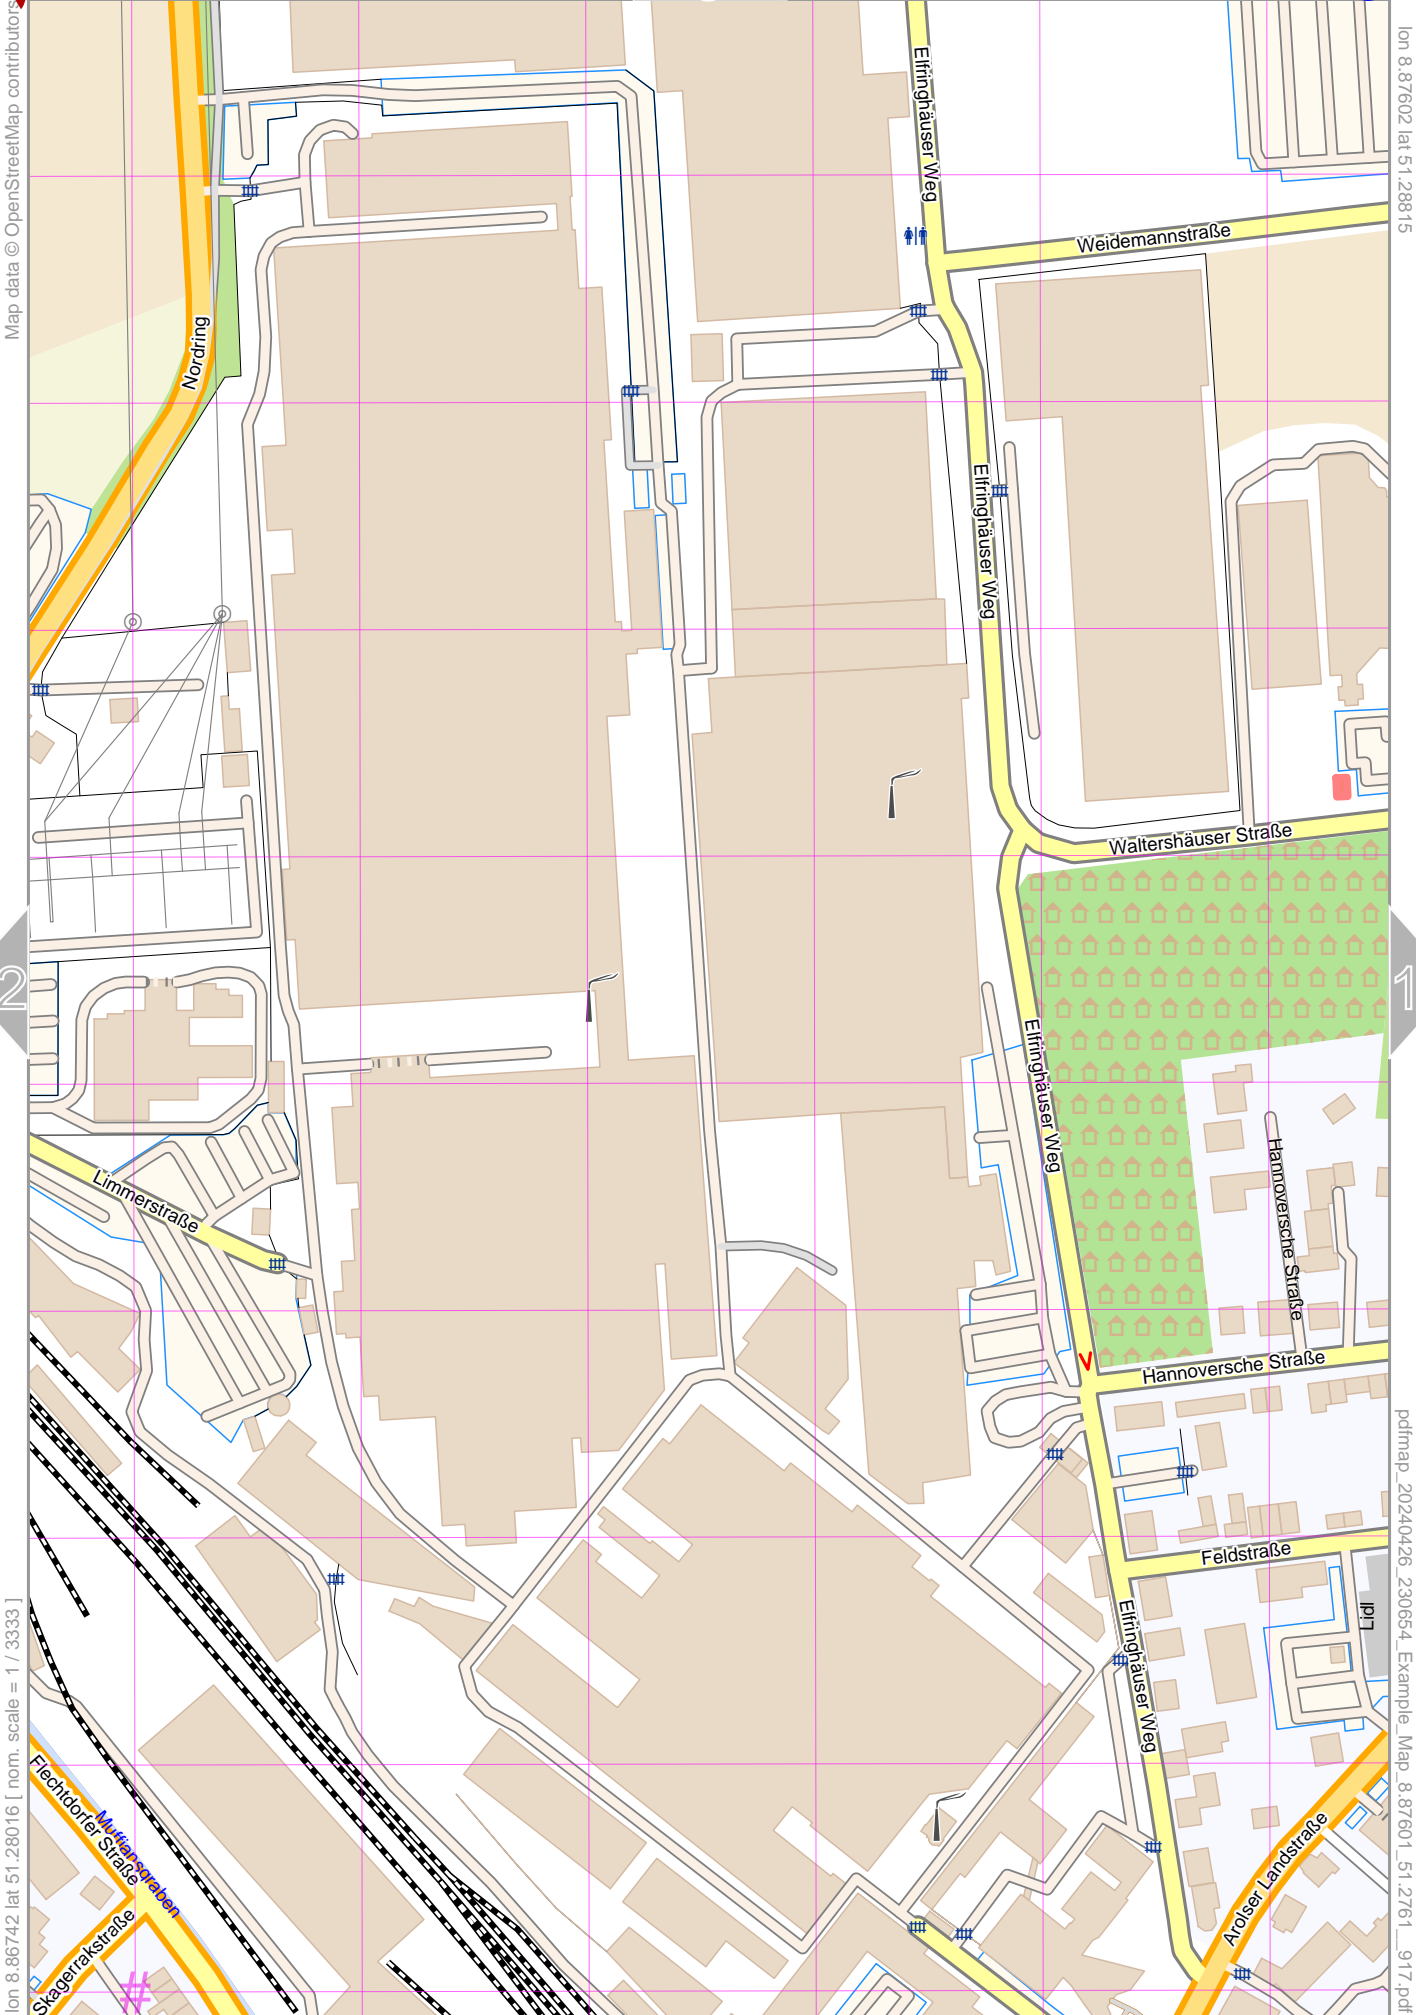 Map data © OpenStreetMap contributors
lon 8.87602 lat 51.28815
Elfringhäuser Weg
Weidemannstraße
Nordring
Elfringhäuser Weg
Waltershäuser Straße
2
1
Elfringhäuser Weg
Limmerstraße
Hannoversche Straße
V
Hannoversche Straße
Feldstraße
Lidl
Elfringhäuser Weg
Flechtdorfer Straße
Muffiansgraben
Arolser Landstraße
Skagerrakstraße
#
lon 8.86742 lat 51.28016 [ nom. scale = 1 / 3333 ]
pdfmap_20240426_230654_Example_Map_8.87601_51.2761__917.pdf